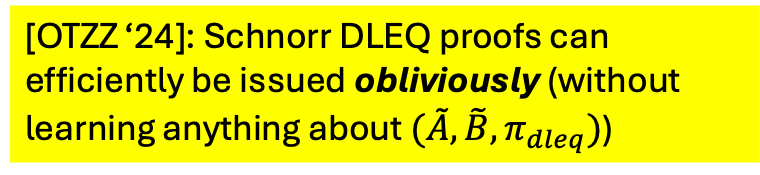 [OTZZ ‘24]: Schnorr DLEQ proofs can
efficiently be issued obliviously (without
learning anything about (Ã, B̃, π_dleq))